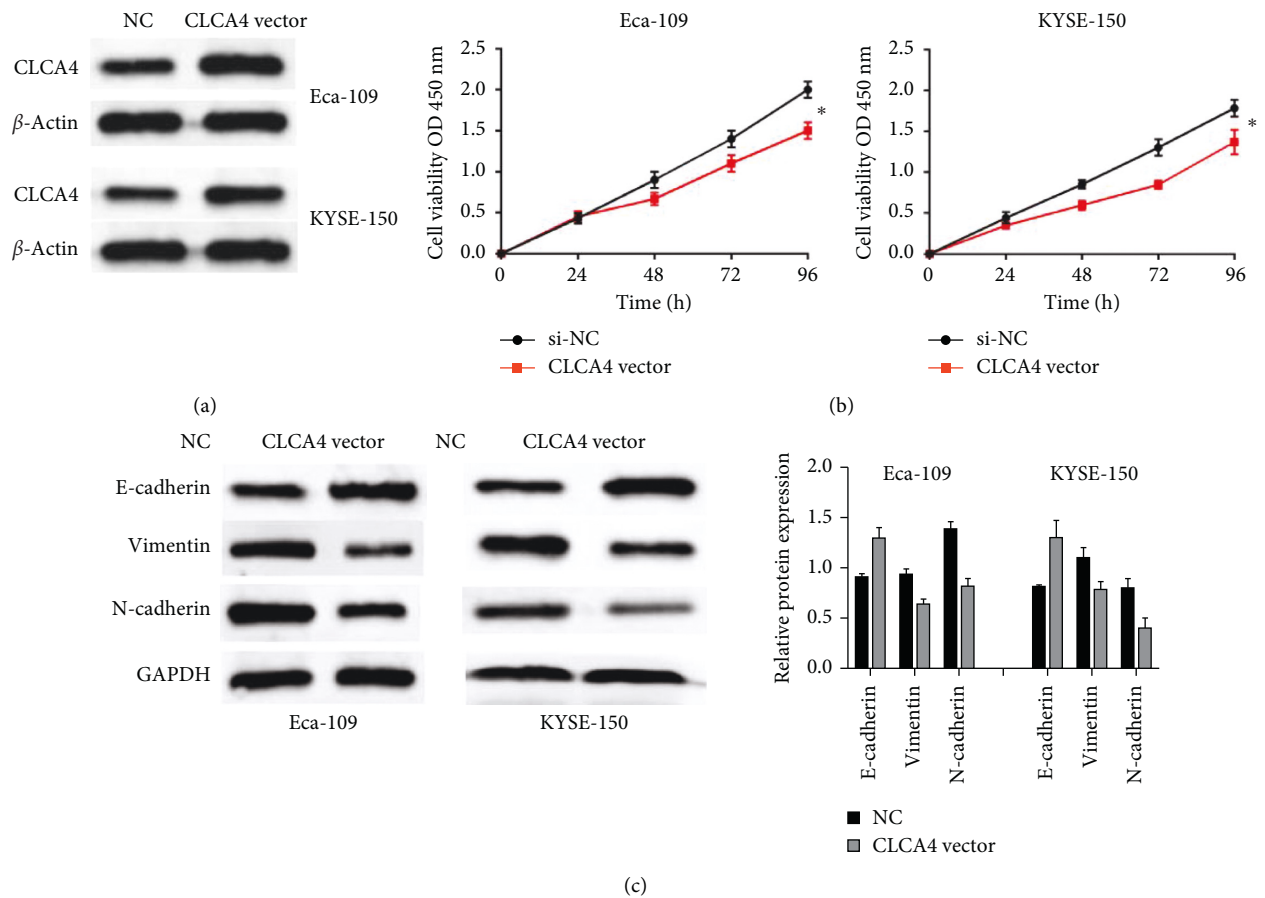 NC CLCA4 vector
CLCA4
β-Actin
Eca-109
CLCA4
β-Actin
KYSE-150
(a)
Eca-109
Cell viability OD 450 nm
2.5
2.0
1.5
1.0
0.5
0.0
0 24 48 72 96
Time (h)
*
si-NC
CLCA4 vector
KYSE-150
Cell viability OD 450 nm
2.5
2.0
1.5
1.0
0.5
0.0
0 24 48 72 96
Time (h)
*
si-NC
CLCA4 vector
(b)
NC CLCA4 vector NC CLCA4 vector
E-cadherin
Vimentin
N-cadherin
GAPDH
Eca-109 KYSE-150
Relative protein expression
2.0
1.5
1.0
0.5
0.0
Eca-109 KYSE-150
E-cadherin
Vimentin
N-cadherin
E-cadherin
Vimentin
N-cadherin
NC
CLCA4 vector
(c)